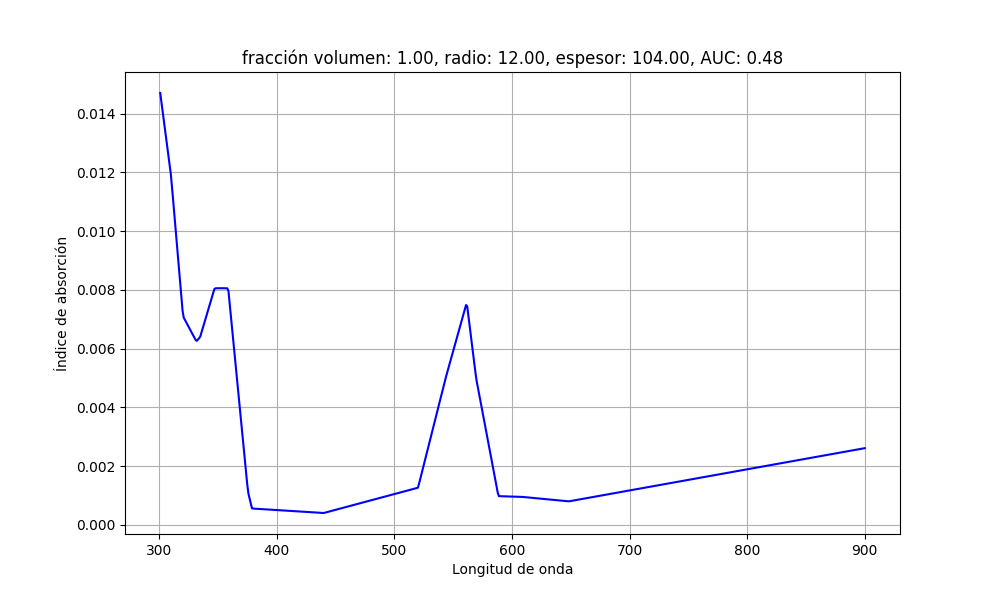 fracción volumen: 1.00, radio: 12.00, espesor: 104.00, AUC: 0.48
0.014
0.012
0.010
0.008
0.006
0.004
0.002
0.000
Índice de absorción
300 400 500 600 700 800 900
Longitud de onda